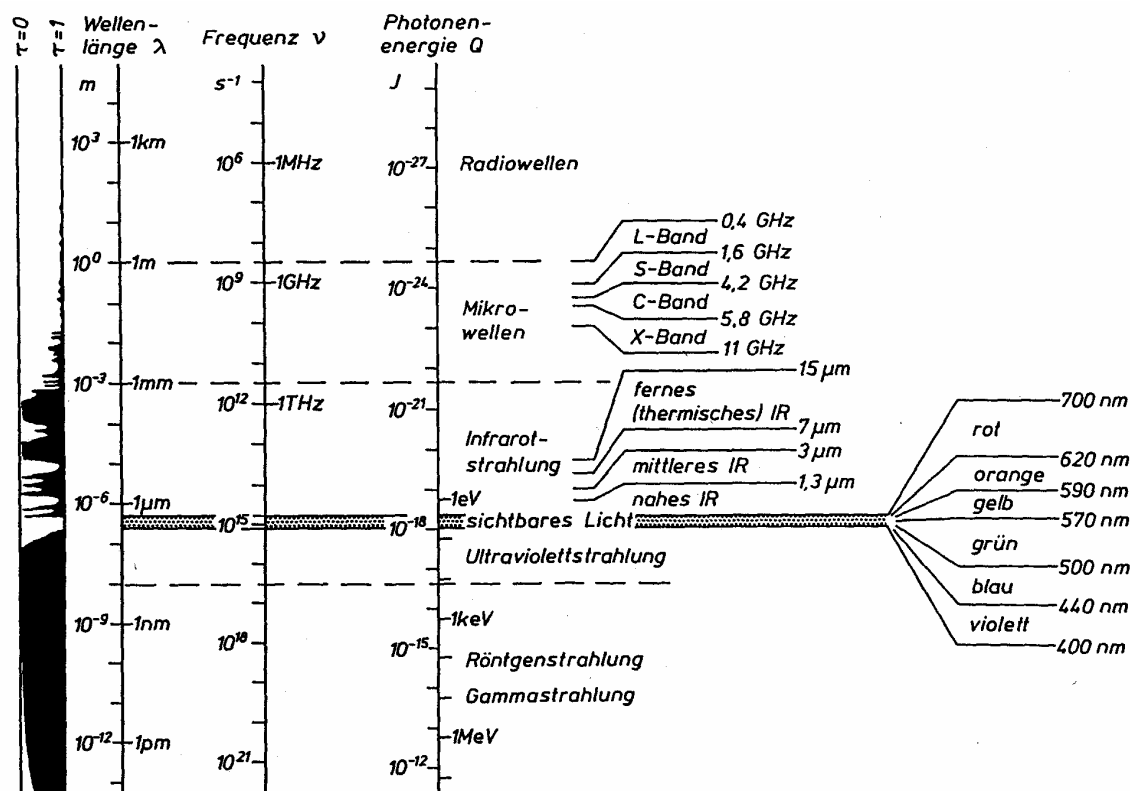 τ=0
τ=1
Wellen-
länge λ
m
10³ 1km
10⁰ 1m
10⁻³ 1mm
10⁻⁶ 1µm
10⁻⁹ 1nm
10⁻¹² 1pm
Frequenz ν
s⁻¹
10⁶ 1MHz
10⁹ 1GHz
10¹² 1THz
10¹⁵
10¹⁸
10²¹
Photonen-
energie Q
J
10⁻²⁷
10⁻²⁴
10⁻²¹
1eV
10⁻¹⁸
1keV
10⁻¹⁵
1MeV
10⁻¹²
Radiowellen
Mikro-
wellen
Infrarot-
strahlung
sichtbares Licht
Ultraviolettstrahlung
Röntgenstrahlung
Gammastrahlung
0,4 GHz
L-Band
1,6 GHz
S-Band
4,2 GHz
C-Band
5,8 GHz
X-Band
11 GHz
15 µm
fernes
(thermisches) IR
7 µm
3 µm
mittleres IR
1,3 µm
nahes IR
700 nm
rot
620 nm
orange
590 nm
gelb
570 nm
grün
500 nm
blau
440 nm
violett
400 nm